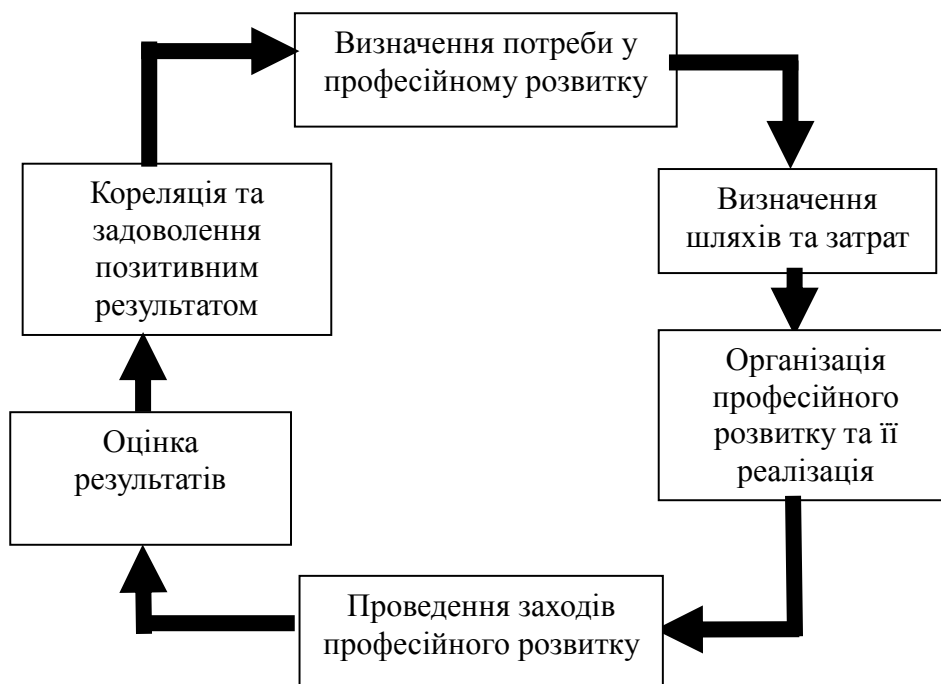 Визначення потреби у
професійному розвитку
Визначення
шляхів та затрат
Організація
професійного
розвитку та її
реалізація
Проведення заходів
професійного розвитку
Оцінка
результатів
Кореляція та
задоволення
позитивним
результатом